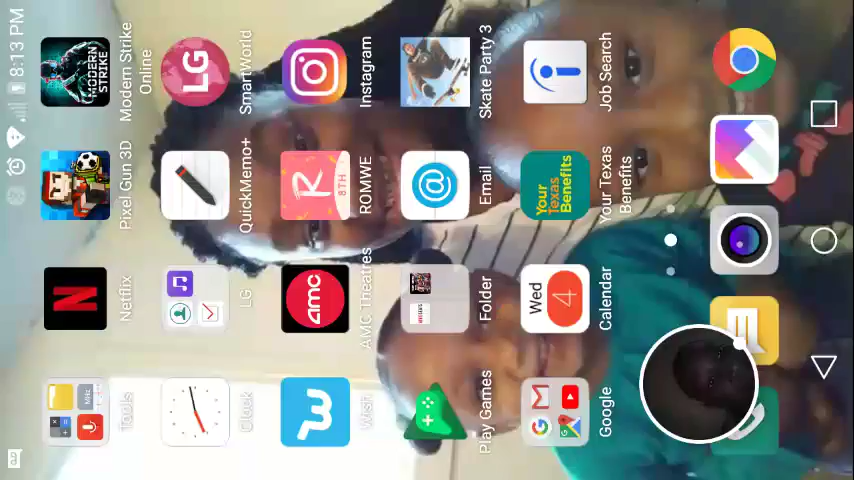 8:13 PM
Tools
Netflix
Pixel Gun 3D
MODERN
STRIKE
Modern Strike
Online
Clock
LG
QuickMemo+
LG
SmartWorld
Wish
amc
AMC Theatres
R
8TH
ROMWE
Instagram
Play Games
Folder
@
Email
Skate Party 3
Google
Wed
4
Calendar
Your
Texas
Benefits
Your Texas
Benefits
Job Search